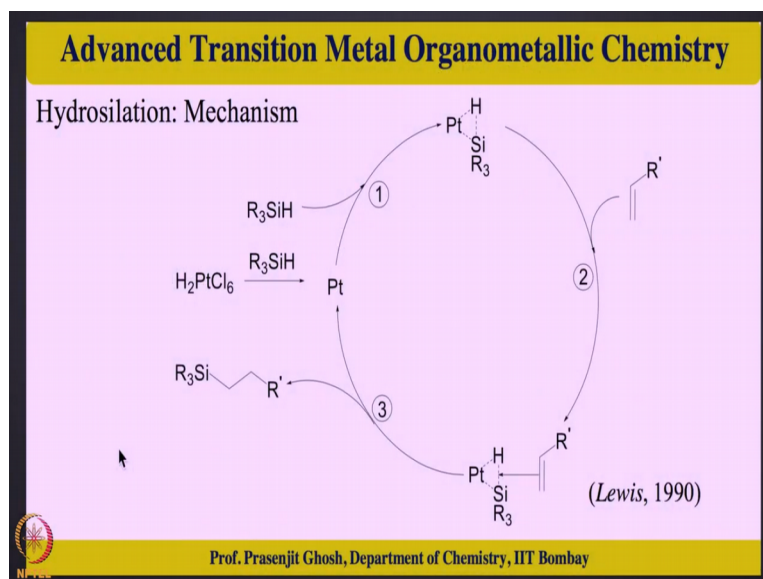 Advanced Transition Metal Organometallic Chemistry
Hydrosilation: Mechanism
H
Pt
Si
R3
①
R'
R3SiH
R3SiH
H2PtCl6
Pt
②
R3Si
R'
③
R'
H
Pt
Si
R3
(Lewis, 1990)
Prof. Prasenjit Ghosh, Department of Chemistry, IIT Bombay
NPTEL